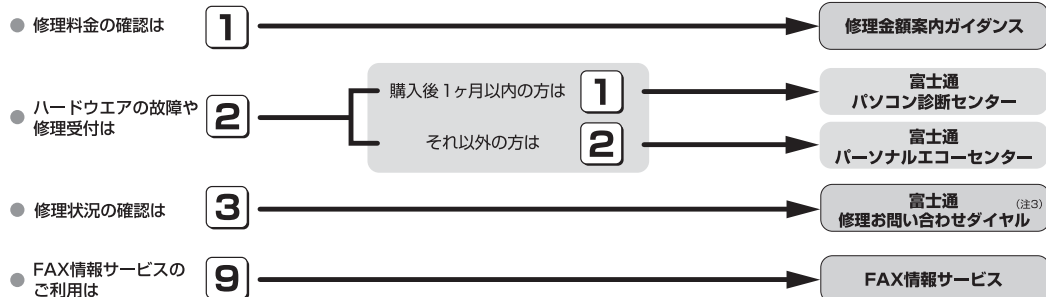 修理料金の確認は 1 修理金額案内ガイダンス
ハードウエアの故障や
修理受付は
2
購入後1ヶ月以内の方は 1
富士通
パソコン診断センター
それ以外の方は 2
富士通
パーソナルエコーセンター
修理状況の確認は 3
富士通 (注3)
修理お問い合わせダイヤル
FAX情報サービスの
ご利用は
9
FAX情報サービス